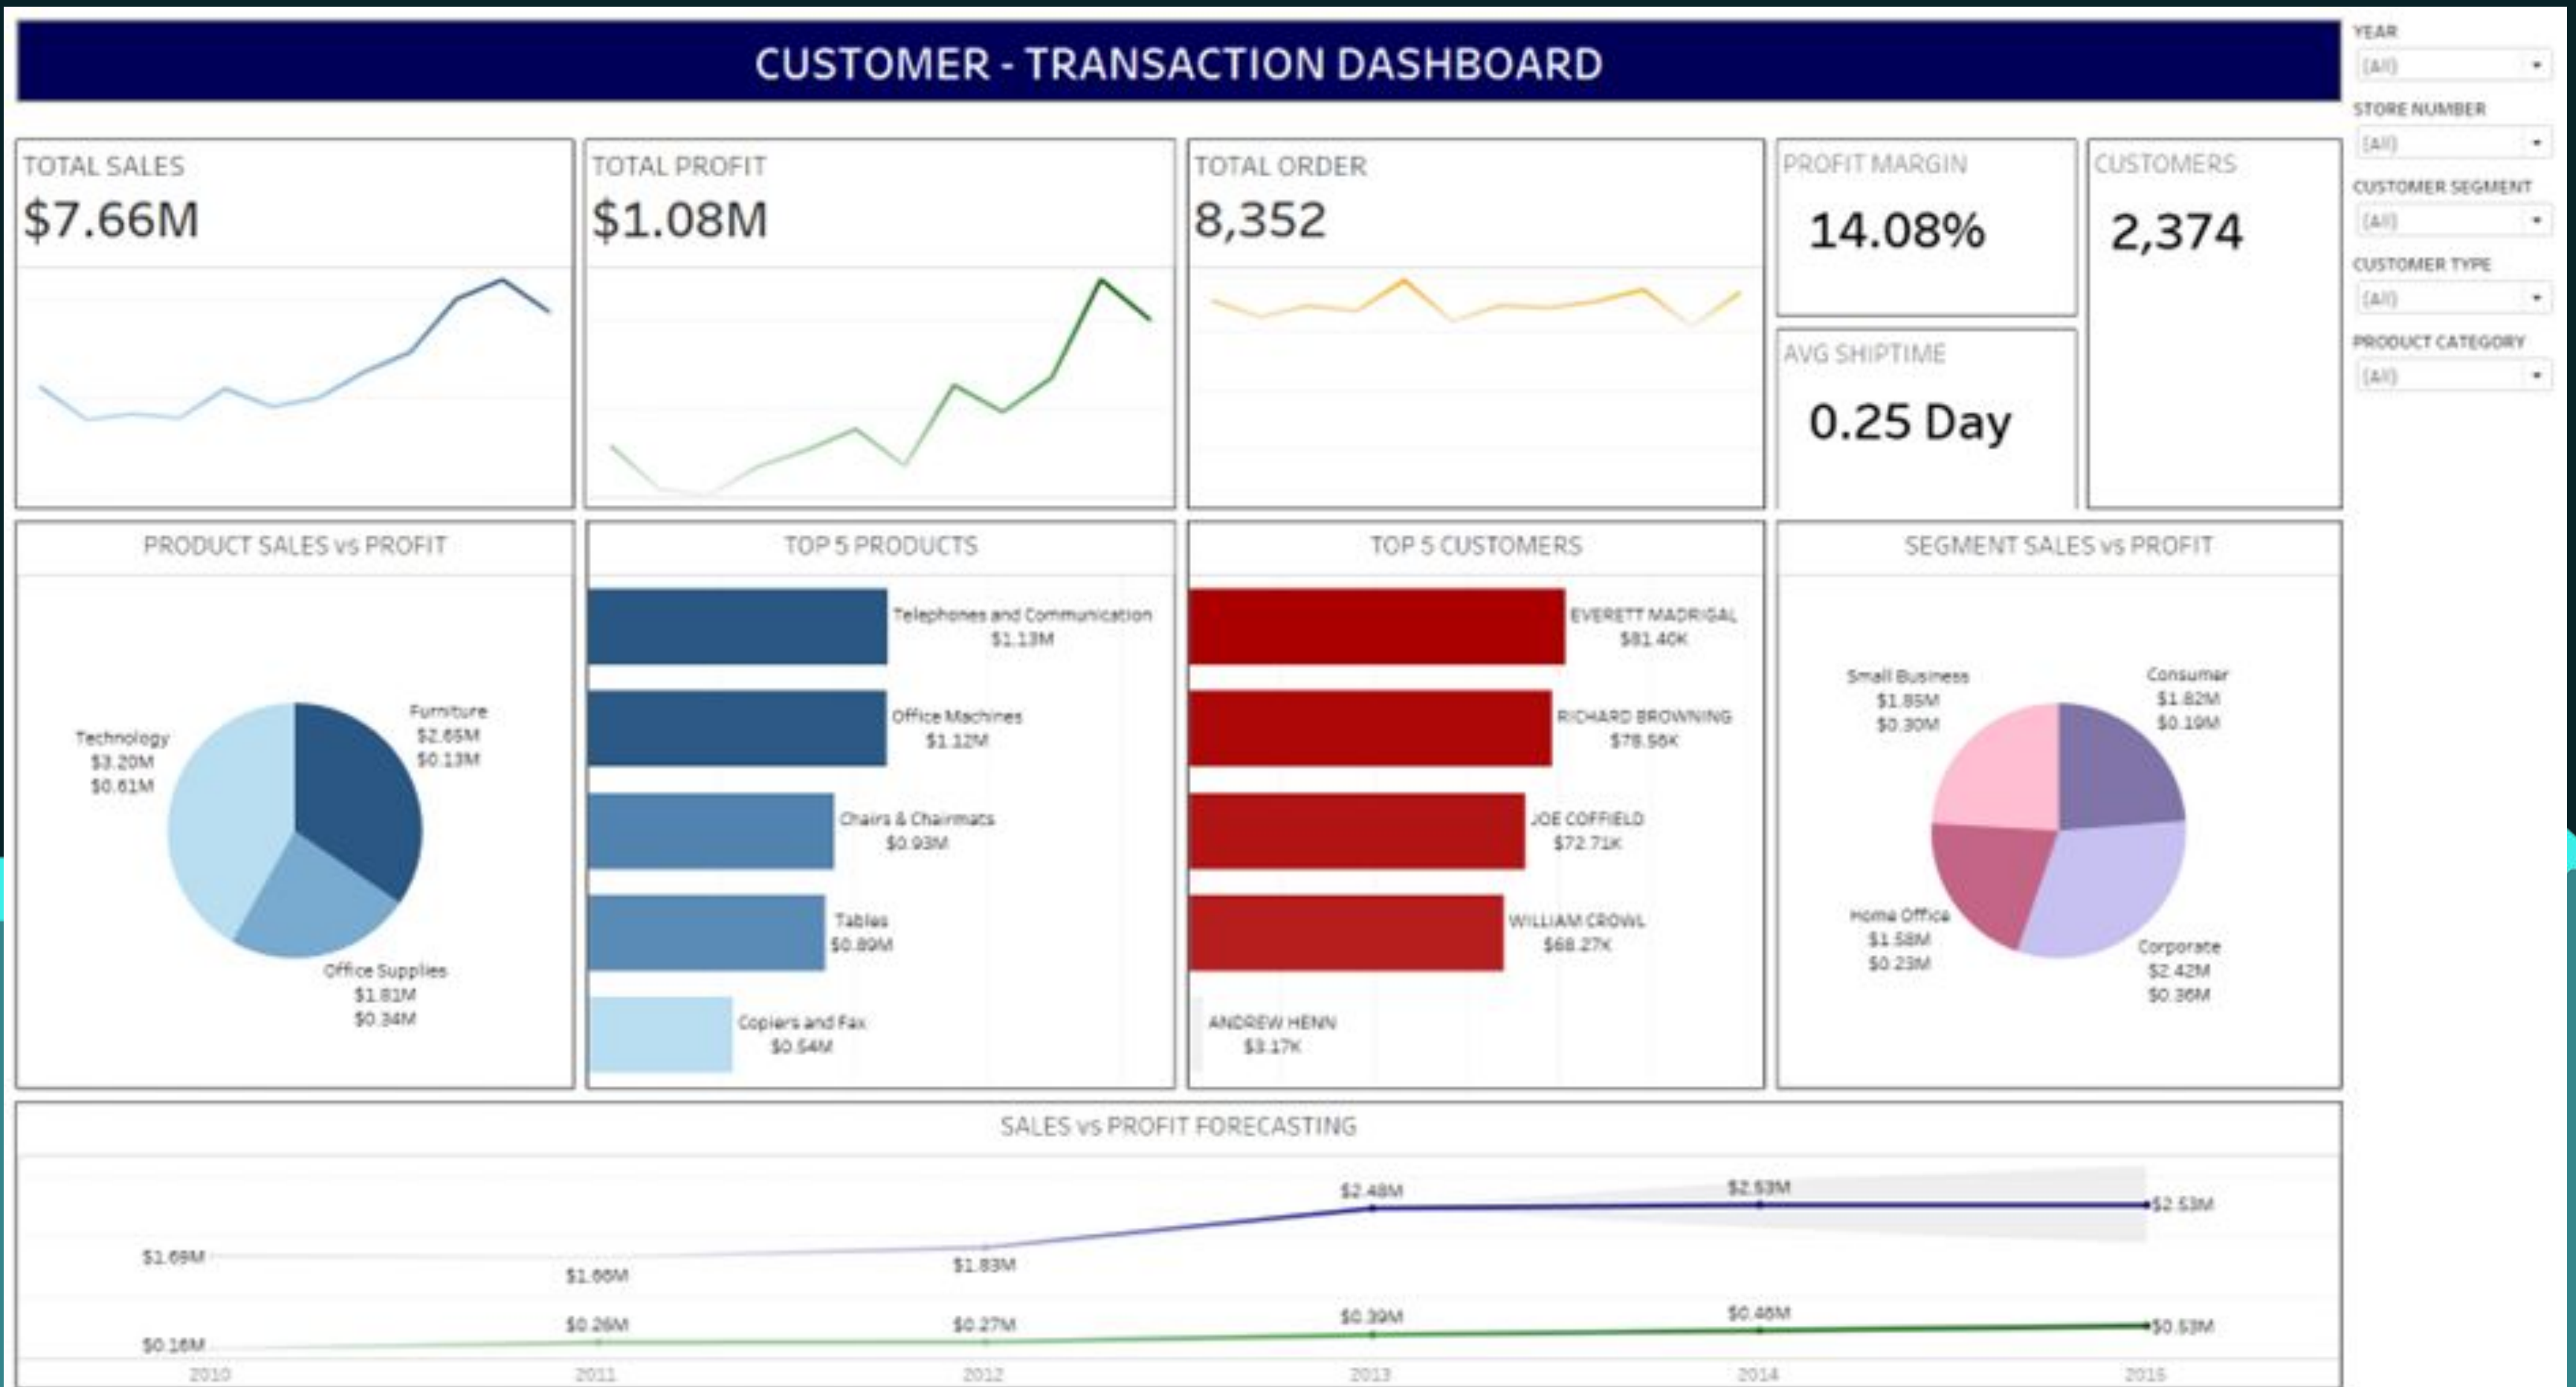 CUSTOMER - TRANSACTION DASHBOARD
YEAR
(All)
STORE NUMBER
(All)
CUSTOMER SEGMENT
(All)
CUSTOMER TYPE
(All)
PRODUCT CATEGORY
(All)
TOTAL SALES
$7.66M
TOTAL PROFIT
$1.08M
TOTAL ORDER
8,352
PROFIT MARGIN
14.08%
AVG SHIPTIME
0.25 Day
CUSTOMERS
2,374
PRODUCT SALES vs PROFIT
Technology
$3.20M
$0.61M
Furniture
$2.65M
$0.13M
Office Supplies
$1.81M
$0.34M
TOP 5 PRODUCTS
Telephones and Communication
$1.13M
Office Machines
$1.12M
Chairs & Chairmats
$0.93M
Tables
$0.89M
Copiers and Fax
$0.54M
TOP 5 CUSTOMERS
EVERETT MADRIGAL
$81.40K
RICHARD BROWNING
$78.56K
JOE COFFIELD
$72.71K
WILLIAM CROWL
$68.27K
ANDREW HENN
$3.17K
SEGMENT SALES vs PROFIT
Small Business
$1.85M
$0.30M
Consumer
$1.82M
$0.19M
Home Office
$1.58M
$0.23M
Corporate
$2.42M
$0.36M
SALES vs PROFIT FORECASTING
$1.69M
$1.66M
$1.83M
$2.48M
$2.53M
$2.53M
$0.16M
$0.26M
$0.27M
$0.39M
$0.46M
$0.53M
2010
2011
2012
2013
2014
2015